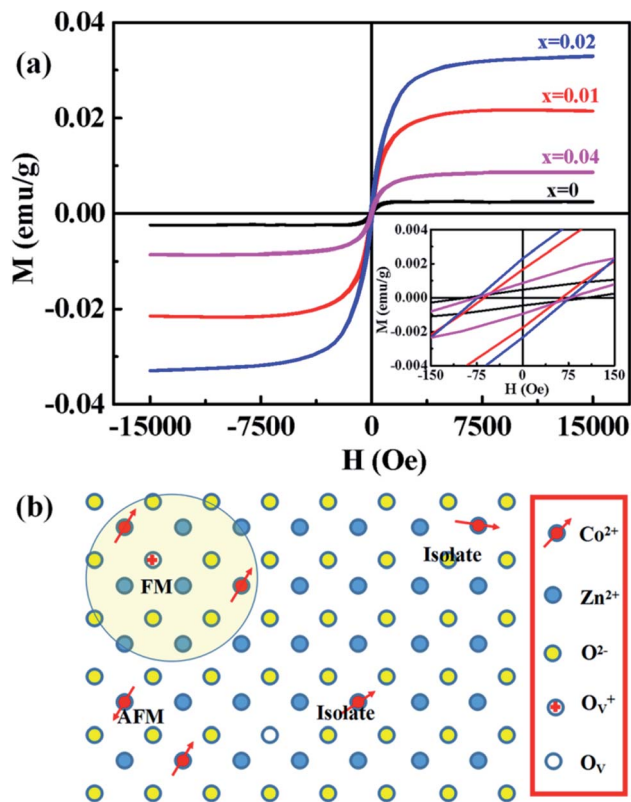 (a)
M (emu/g)
0.04
0.02
0.00
-0.02
-0.04
x=0.02
x=0.01
x=0.04
x=0
M (emu/g)
0.004
0.002
0.000
-0.002
-0.004
-150 -75 0 75 150
H (Oe)
-15000 -7500 0 7500 15000
H (Oe)
(b)
FM
Isolate
AFM
Isolate
Co²⁺
Zn²⁺
O²⁻
Oᵥ⁺
Oᵥ